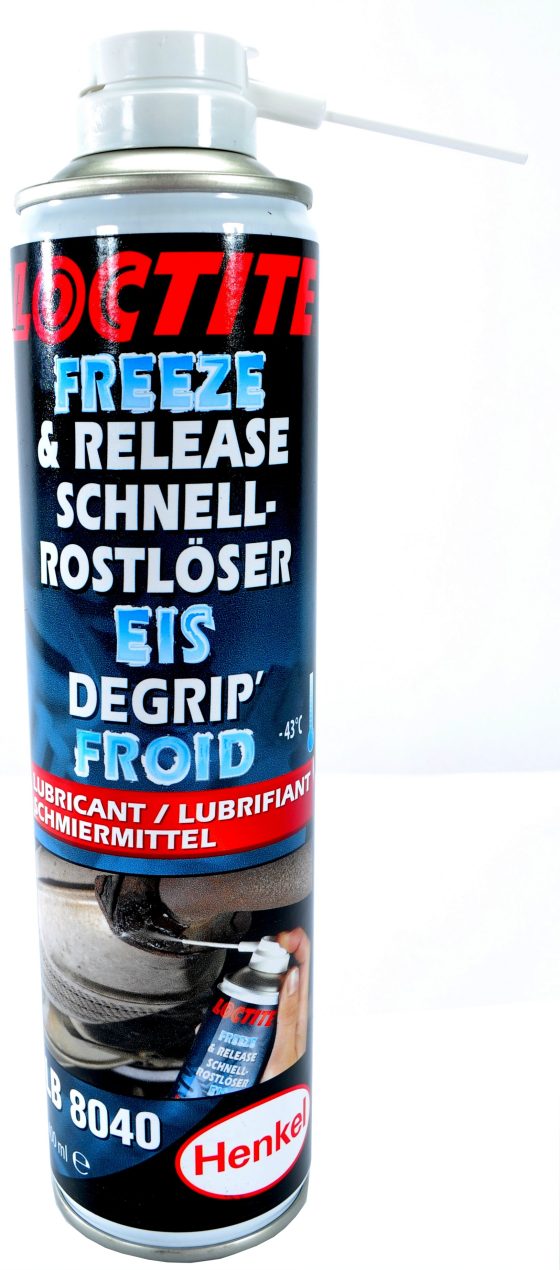 LOCTITE
FREEZE
& RELEASE
SCHNELL-
ROSTLÖSER
EIS
DEGRIP'
FROID
-43°C
LUBRICANT / LUBRIFIANT
SCHMIERMITTEL
LOCTITE
FREEZE
& RELEASE
SCHNELL-
ROSTLÖSER
LB 8040
ml e
Henkel